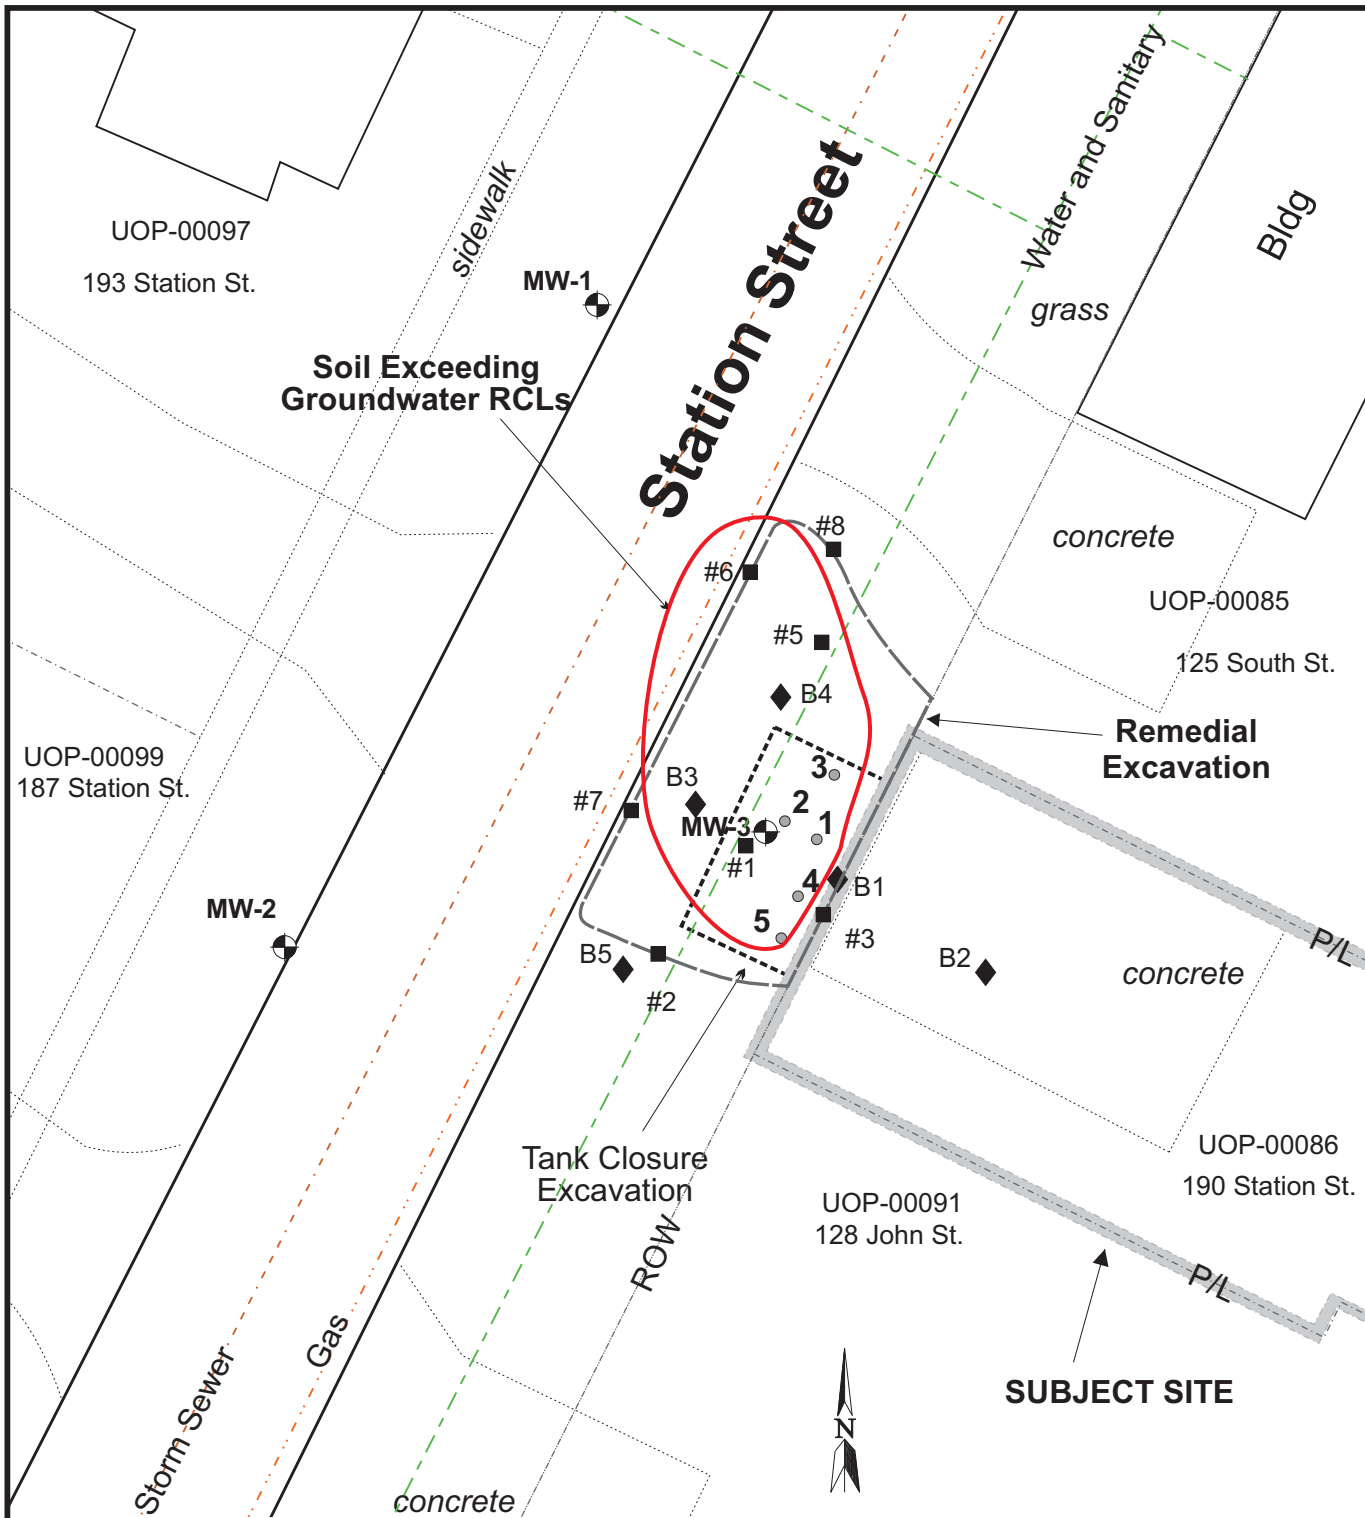 Water and Sanitary
Station Street
sidewalk
Bldg
UOP-00097
193 Station St.
MW-1
grass
Soil Exceeding
Groundwater RCLs
#8
concrete
#6
UOP-00085
#5
125 South St.
B4
Remedial
Excavation
UOP-00099
187 Station St.
3
B3
#7
2
MW-3
1
#1
4
B1
MW-2
5
#3
P/L
B5
B2
concrete
#2
Tank Closure
Excavation
UOP-00086
190 Station St.
UOP-00091
128 John St.
ROW
P/L
Gas
Storm Sewer
SUBJECT SITE
N
concrete